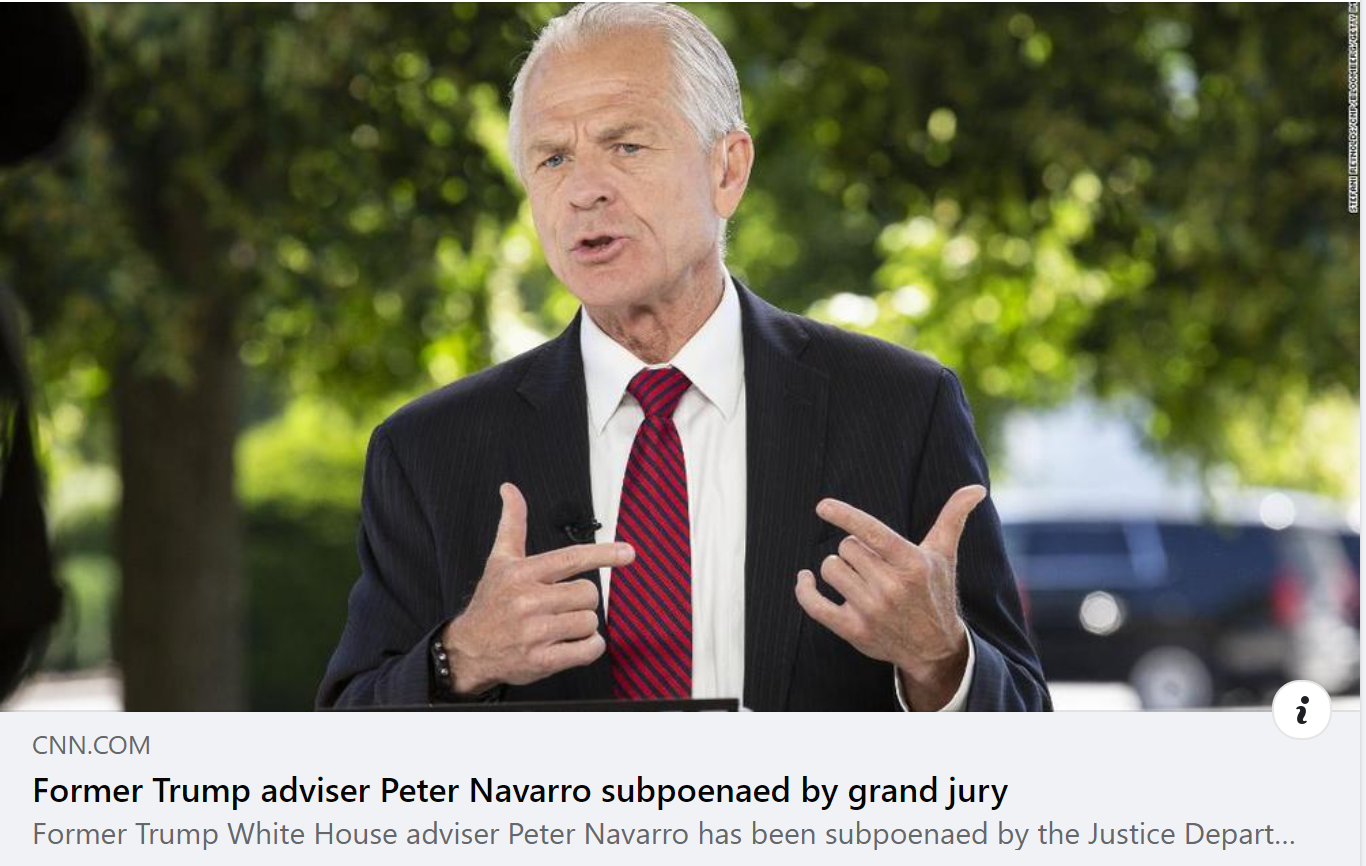 STEFANI REYNOLDS/CNP/BLOOMBERG/GETTY IM
CNN.COM
Former Trump adviser Peter Navarro subpoenaed by grand jury
Former Trump White House adviser Peter Navarro has been subpoenaed by the Justice Depart...